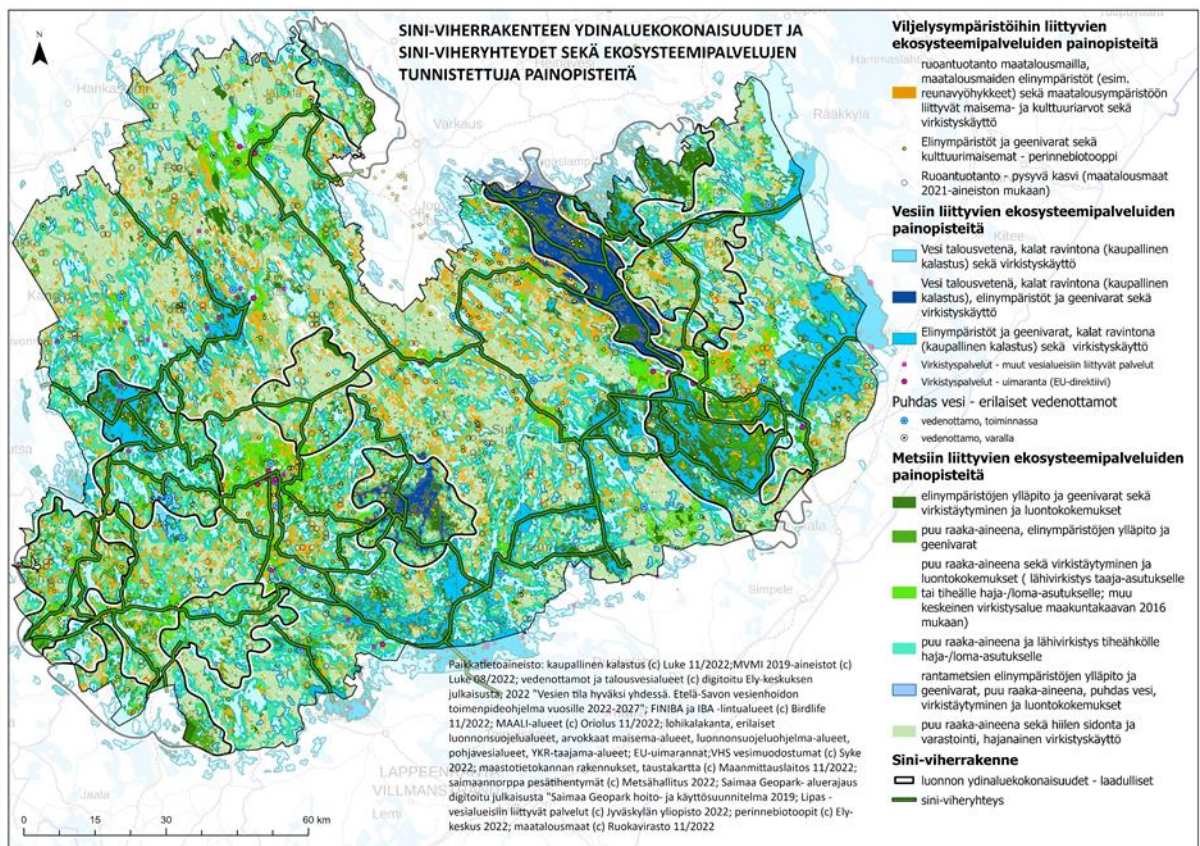 SINI-VIHERRAKENTEEN YDINALUEKOKONAISUUDET JA
SINI-VIHERYHTEYDET SEKÄ EKOSYSTEEMIPALVELUJEN
TUNNISTETTUJA PAINOPISTEITÄ
N
Varkaus
Rääkkylä
Kitee
Simpele
LAPPEENRANTA
VILLMANSTRAND
Lemi
Jaala
0 15 30 60 km
Paikkatietoaineisto: kaupallinen kalastus (c) Luke 11/2022;MVMI 2019-aineistot (c)
Luke 08/2022; vedenottamot ja talousvesialueet (c) digitoitu Ely-keskuksen
julkaisusta, 2022 "Vesien tila hyväksi yhdessä. Etelä-Savon vesienhoidon
toimenpideohjelma vuosille 2022-2027"; FINIBA ja IBA -lintualueet (c) Birdlife
11/2022; MAALI-alueet (c) Oriolus 11/2022; lohikalakanta, erilaiset
luonnonsuojelualueet, arvokkaat maisema-alueet, luonnonsuojeluohjelma-alueet,
pohjavesialueet, YKR-taajama-alueet; EU-uimarannat;VHS vesimuodostumat (c) Syke
2022; maastotietokannan rakennukset, taustakartta (c) Maanmittauslaitos 11/2022;
saimaannorppa pesätihentymät (c) Metsähallitus 2022; Saimaa Geopark- aluerajaus
digitoitu julkaisusta "Saimaa Geopark hoito- ja käyttösuunnitelma 2019; Lipas -
vesialueisiin liittyvät palvelut (c) Jyväskylän yliopisto 2022; perinnebiotoopit (c) Ely-
keskus 2022; maatalousmaat (c) Ruokavirasto 11/2022
Viljelysympäristöihin liittyvien
ekosysteemipalveluiden painopisteitä
ruoantuotanto maatalousmailla,
maatalousmaiden elinympäristöt (esim.
reunavyöhykkeet) sekä maatalousympäristöön
liittyvät maisema- ja kulttuuriarvot sekä
virkistyskäyttö
Elinympäristöt ja geenivarat sekä
kulttuurimaisemat - perinnebiotooppi
Ruoantuotanto - pysyvä kasvi (maatalousmaat
2021-aineiston mukaan)
Vesiin liittyvien ekosysteemipalveluiden
painopisteitä
Vesi talousvetenä, kalat ravintona (kaupallinen
kalastus) sekä virkistyskäyttö
Vesi talousvetenä, kalat ravintona (kaupallinen
kalastus), elinympäristöt ja geenivarat sekä
virkistyskäyttö
Elinympäristöt ja geenivarat, kalat ravintona
(kaupallinen kalastus) sekä virkistyskäyttö
Virkistyspalvelut - muut vesialueisiin liittyvät palvelut
Virkistyspalvelut - uimaranta (EU-direktiivi)
Puhdas vesi - erilaiset vedenottamot
vedenottamo, toiminnassa
vedenottamo, varalla
Metsiin liittyvien ekosysteemipalveluiden
painopisteitä
elinympäristöjen ylläpito ja geenivarat sekä
virkistäytyminen ja luontokokemukset
puu raaka-aineena, elinympäristöjen ylläpito ja
geenivarat
puu raaka-aineena sekä virkistäytyminen ja
luontokokemukset ( lähivirkistys taaja-asutukselle
tai tiheälle haja-/loma-asutukselle; muu
keskeinen virkistysalue maakuntakaavan 2016
mukaan)
puu raaka-aineena ja lähivirkistys tiheähkölle
haja-/loma-asutukselle
rantametsien elinympäristöjen ylläpito ja
geenivarat, puu raaka-aineena, puhdas vesi,
virkistäytyminen ja luontokokemukset
puu raaka-aineena sekä hiilen sidonta ja
varastointi, hajanainen virkistyskäyttö
Sini-viherrakenne
luonnon ydinaluekokonaisuudet - laadulliset
sini-viheryhteys